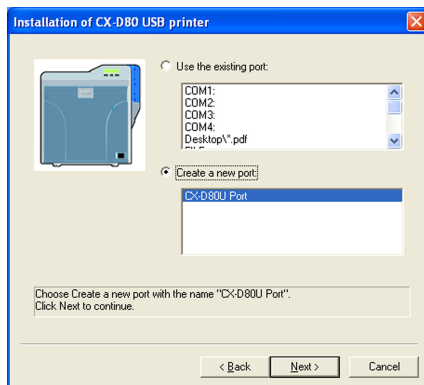 Installation of CX-D80 USB printer
Use the existing port:
COM1:
COM2:
COM3:
COM4:
Desktop\*.pdf
Create a new port:
CX-D80U Port
Choose Create a new port with the name "CX-D80U Port".
Click Next to continue.
< Back
Next >
Cancel